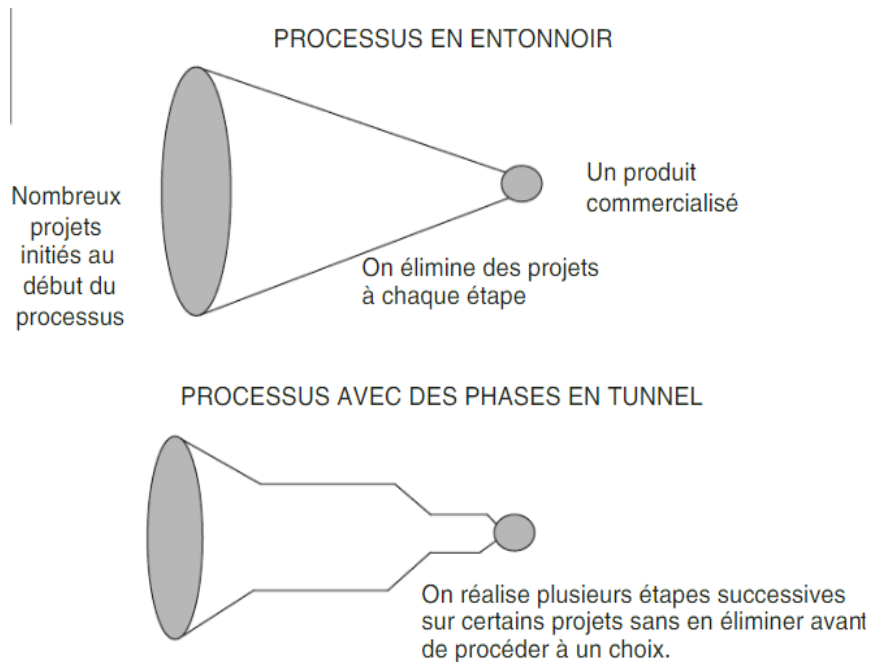 PROCESSUS EN ENTONNOIR
Nombreux
projets
initiés au
début du
processus
Un produit
commercialisé
On élimine des projets
à chaque étape
PROCESSUS AVEC DES PHASES EN TUNNEL
On réalise plusieurs étapes successives
sur certains projets sans en éliminer avant
de procéder à un choix.